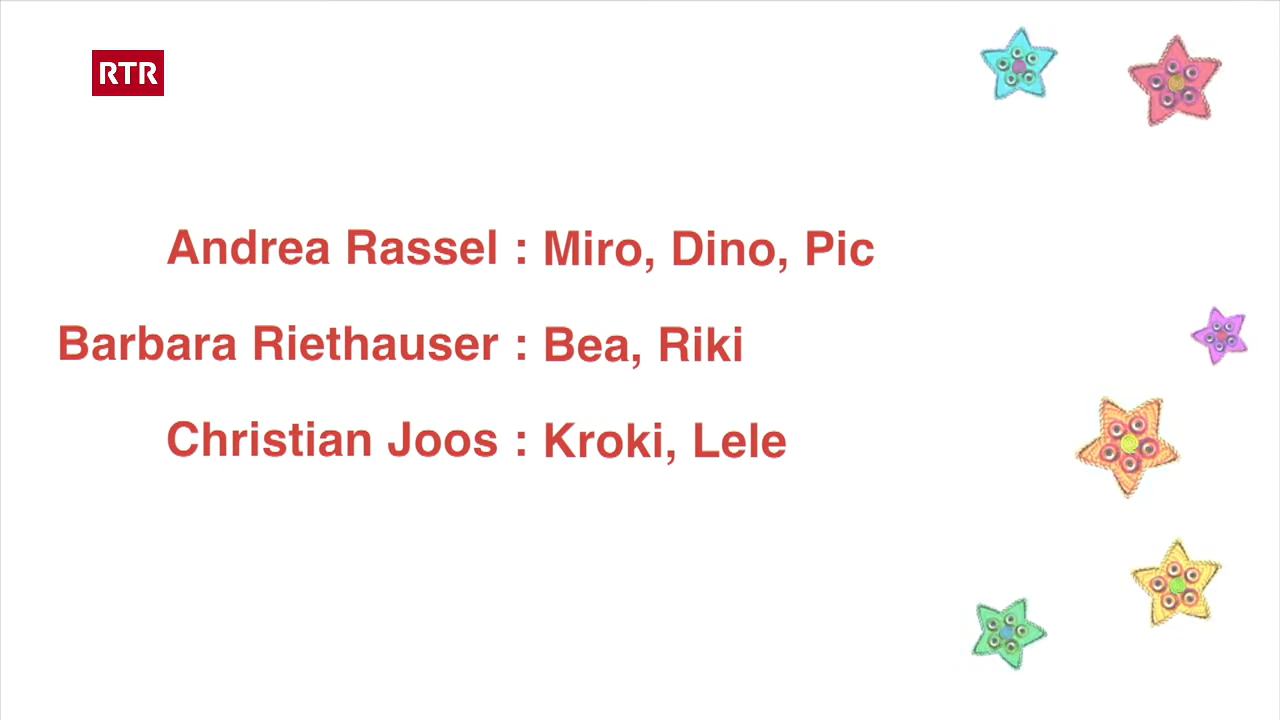 RTR
Andrea Rassel : Miro, Dino, Pic
Barbara Riethauser : Bea, Riki
Christian Joos : Kroki, Lele